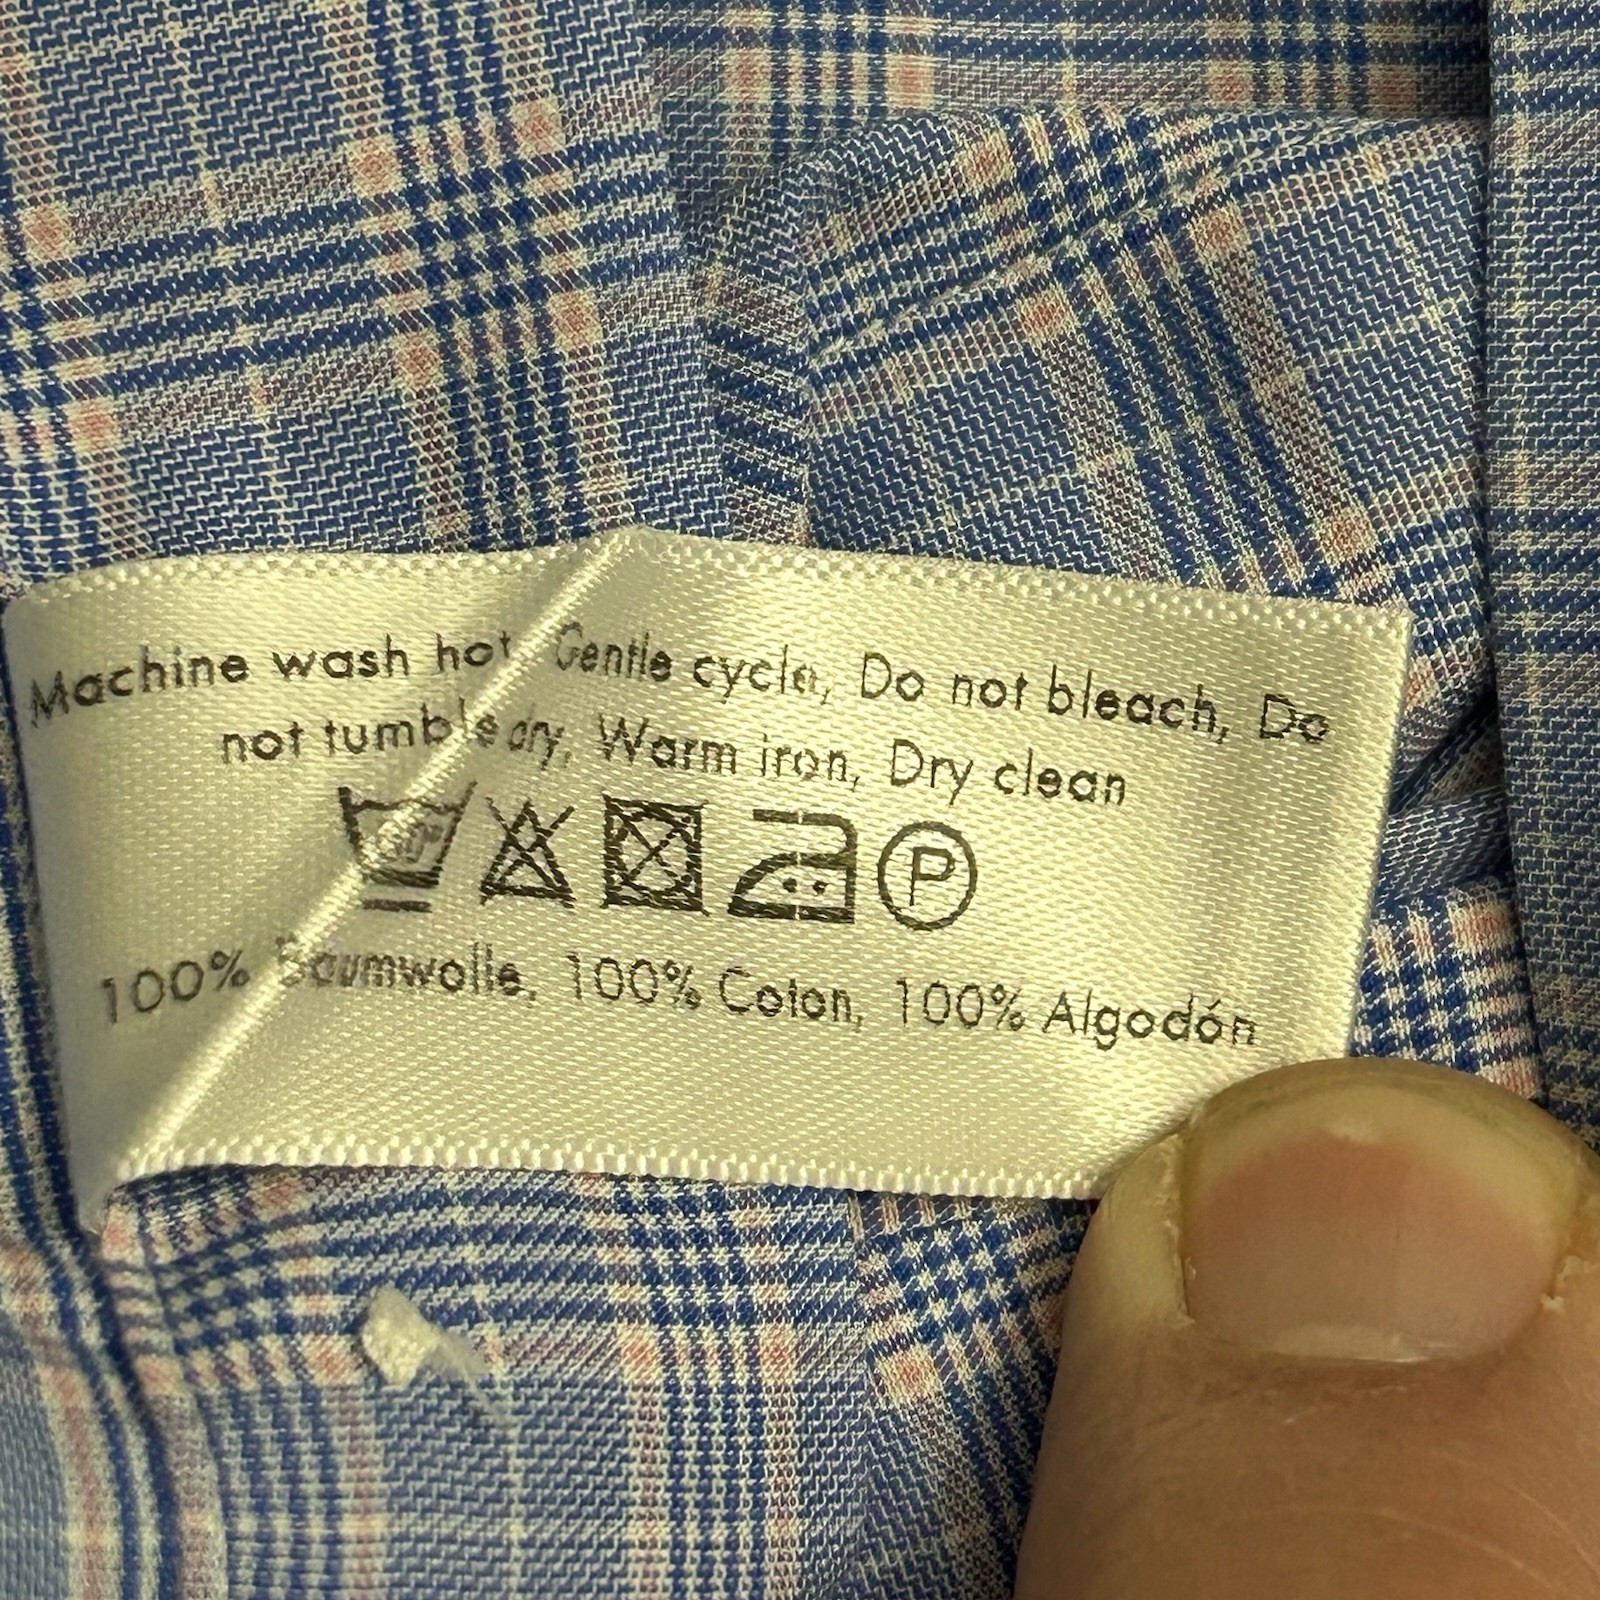 Machine wash hot, Gentle cycle, Do not bleach, Do
not tumble dry, Warm iron, Dry clean
P
100% Baumwolle, 100% Coton, 100% Algodón